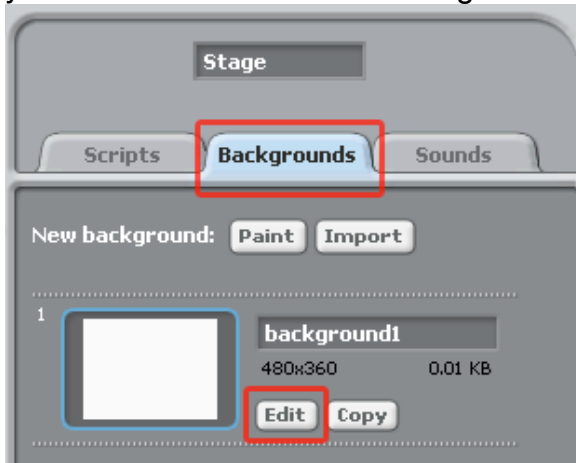 Stage
Scripts Backgrounds Sounds
New background: Paint Import
1
background1
480x360 0.01 KB
Edit Copy